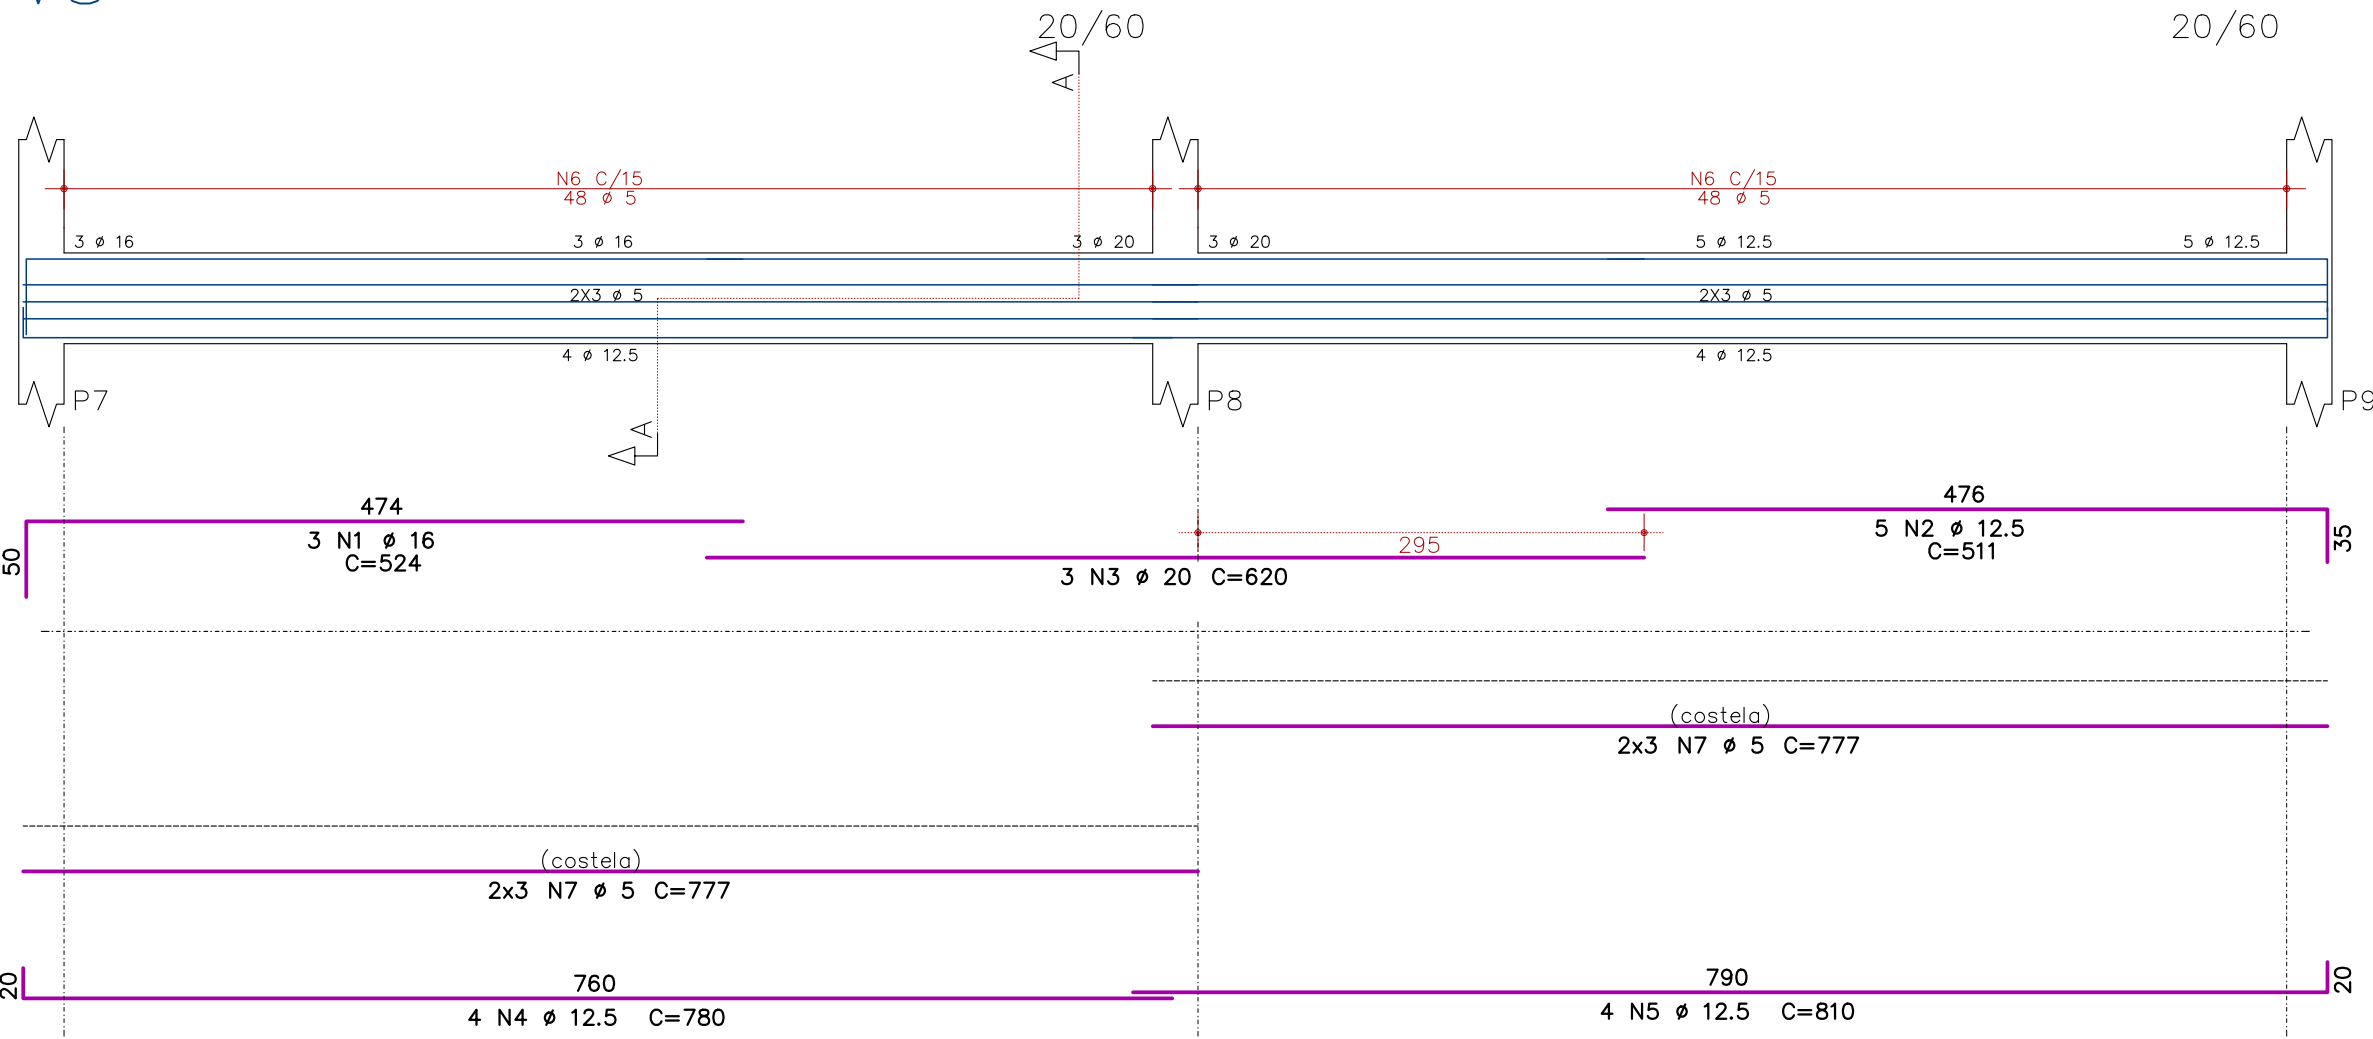 20/60
20/60
A
N6 C/15
48 ø 5
N6 C/15
48 ø 5
3 ø 16
3 ø 16
3 ø 20
3 ø 20
5 ø 12.5
5 ø 12.5
2X3 ø 5
2X3 ø 5
4 ø 12.5
4 ø 12.5
P7
P8
P9
A
474
3 N1 ø 16
C=524
50
476
5 N2 ø 12.5
C=511
35
295
3 N3 ø 20 C=620
(costela)
2x3 N7 ø 5 C=777
(costela)
2x3 N7 ø 5 C=777
20
760
4 N4 ø 12.5 C=780
790
4 N5 ø 12.5 C=810
20